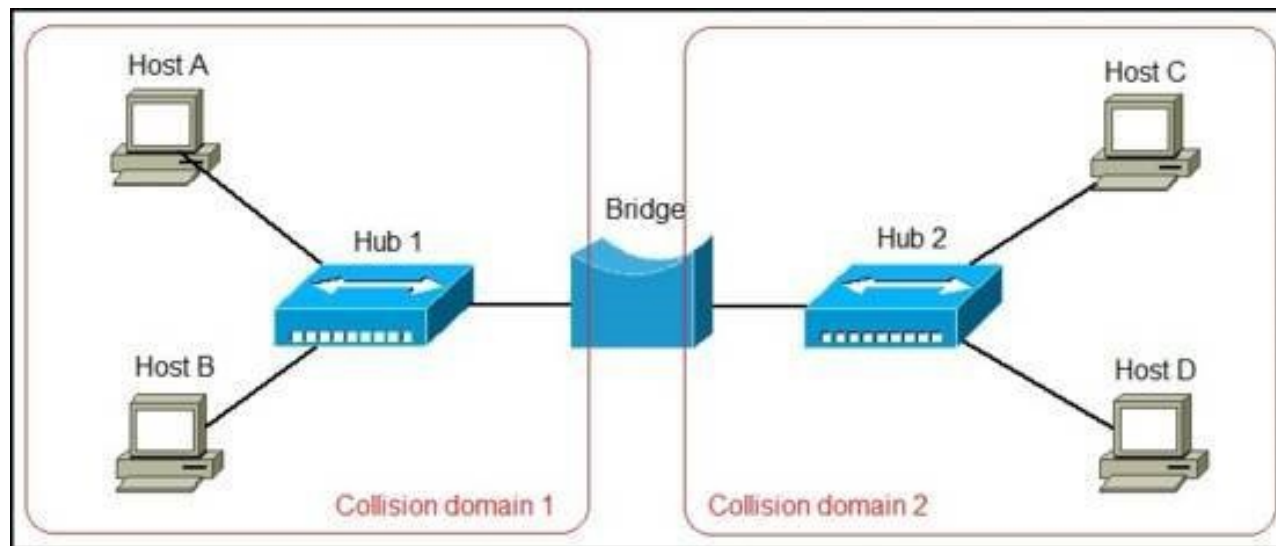 Host A
Host C
Bridge
Hub 1
Hub 2
Host B
Host D
Collision domain 1
Collision domain 2